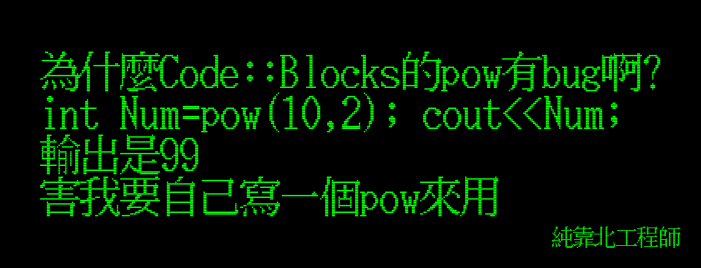 為什麼Code::Blocks的pow有bug啊?
int Num=pow(10,2); cout<<Num;
輸出是99
害我要自己寫一個pow來用
純靠北工程師